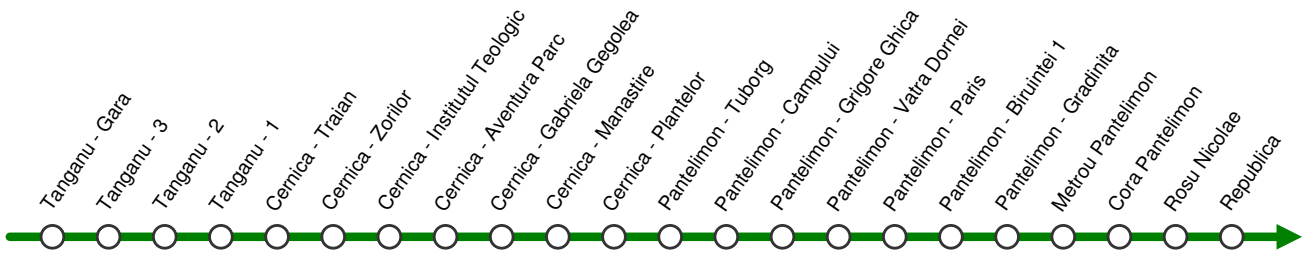 Tanganu - Gara
Tanganu - 3
Tanganu - 2
Tanganu - 1
Cernica - Traian
Cernica - Zorilor
Cernica - Institutul Teologic
Cernica - Aventura Parc
Cernica - Gabriela Gegolea
Cernica - Manastire
Cernica - Plantelor
Pantelimon - Tuborg
Pantelimon - Campului
Pantelimon - Grigore Ghica
Pantelimon - Vatra Dornei
Pantelimon - Paris
Pantelimon - Biruintei 1
Pantelimon - Gradinita
Metrou Pantelimon
Cora Pantelimon
Rosu Nicolae
Republica